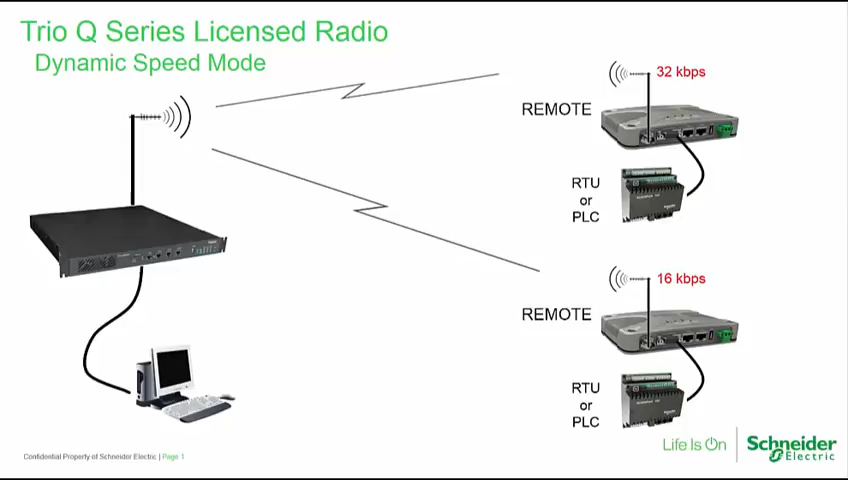 Trio Q Series Licensed Radio
Dynamic Speed Mode
32 kbps
REMOTE
RTU
or
PLC
16 kbps
REMOTE
RTU
or
PLC
Confidential Property of Schneider Electric | Page 1
Life Is On
Schneider
Electric